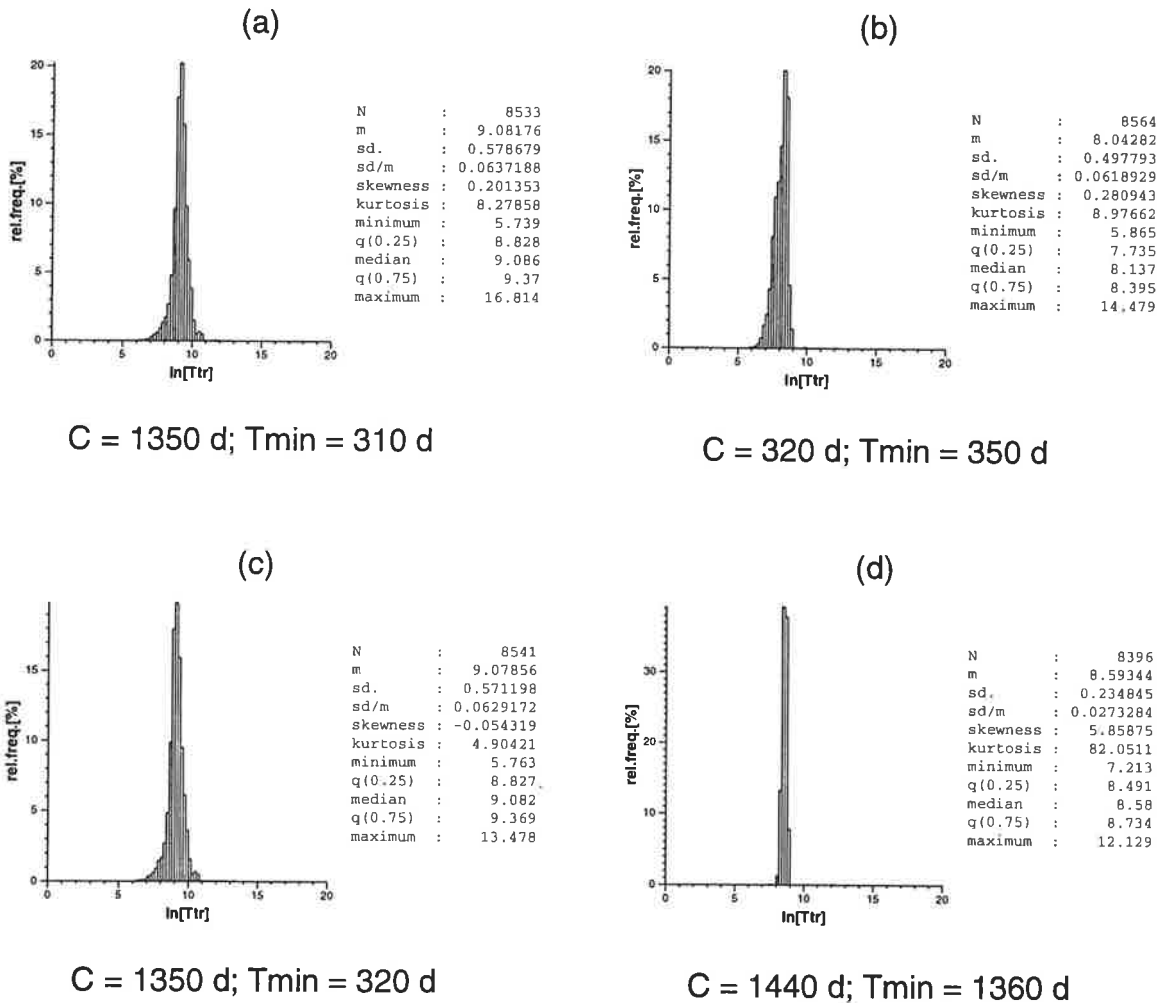 (a)
20
15
10
5
0
rel.freq.[%]
0 5 10 15 20
ln[Ttr]
N : 8533
m : 9.08176
sd. : 0.578679
sd/m : 0.0637188
skewness : 0.201353
kurtosis : 8.27858
minimum : 5.739
q(0.25) : 8.828
median : 9.086
q(0.75) : 9.37
maximum : 16.814
C = 1350 d; Tmin = 310 d
(b)
20
15
10
5
0
rel.freq.[%]
0 5 10 15 20
ln[Ttr]
N : 8564
m : 8.04282
sd. : 0.497793
sd/m : 0.0618929
skewness : 0.280943
kurtosis : 8.97662
minimum : 5.865
q(0.25) : 7.735
median : 8.137
q(0.75) : 8.395
maximum : 14.479
C = 320 d; Tmin = 350 d
(c)
15
10
5
0
rel.freq.[%]
0 5 10 15 20
ln[Ttr]
N : 8541
m : 9.07856
sd. : 0.571198
sd/m : 0.0629172
skewness : -0.054319
kurtosis : 4.90421
minimum : 5.763
q(0.25) : 8.827
median : 9.082
q(0.75) : 9.369
maximum : 13.478
C = 1350 d; Tmin = 320 d
(d)
30
20
10
0
rel.freq.[%]
0 5 10 15 20
ln[Ttr]
N : 8396
m : 8.59344
sd. : 0.234845
sd/m : 0.0273284
skewness : 5.85875
kurtosis : 82.0511
minimum : 7.213
q(0.25) : 8.491
median : 8.58
q(0.75) : 8.734
maximum : 12.129
C = 1440 d; Tmin = 1360 d